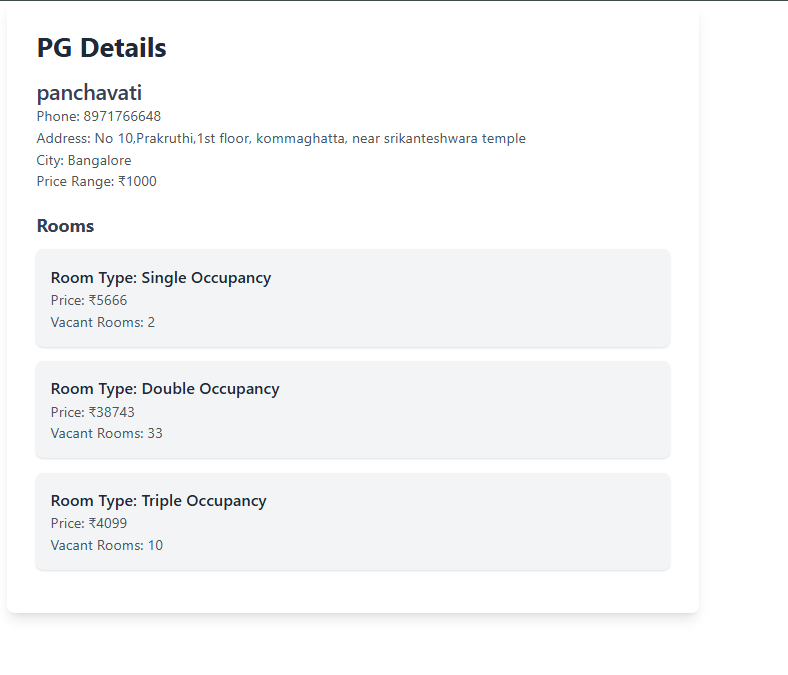 PG Details
panchavati
Phone: 8971766648
Address: No 10,Prakruthi,1st floor, kommaghatta, near srikanteshwara temple
City: Bangalore
Price Range: ₹1000
Rooms
Room Type: Single Occupancy
Price: ₹5666
Vacant Rooms: 2
Room Type: Double Occupancy
Price: ₹38743
Vacant Rooms: 33
Room Type: Triple Occupancy
Price: ₹4099
Vacant Rooms: 10